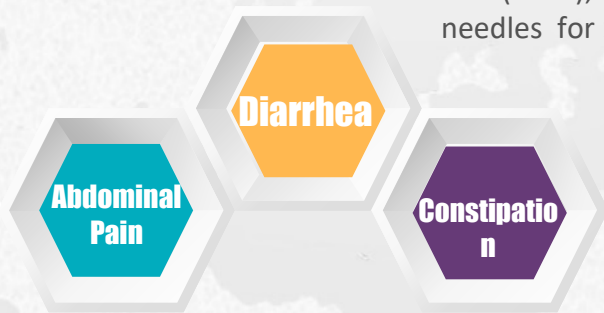 needles for
Diarrhea
Abdominal
Pain
Constipatio
n